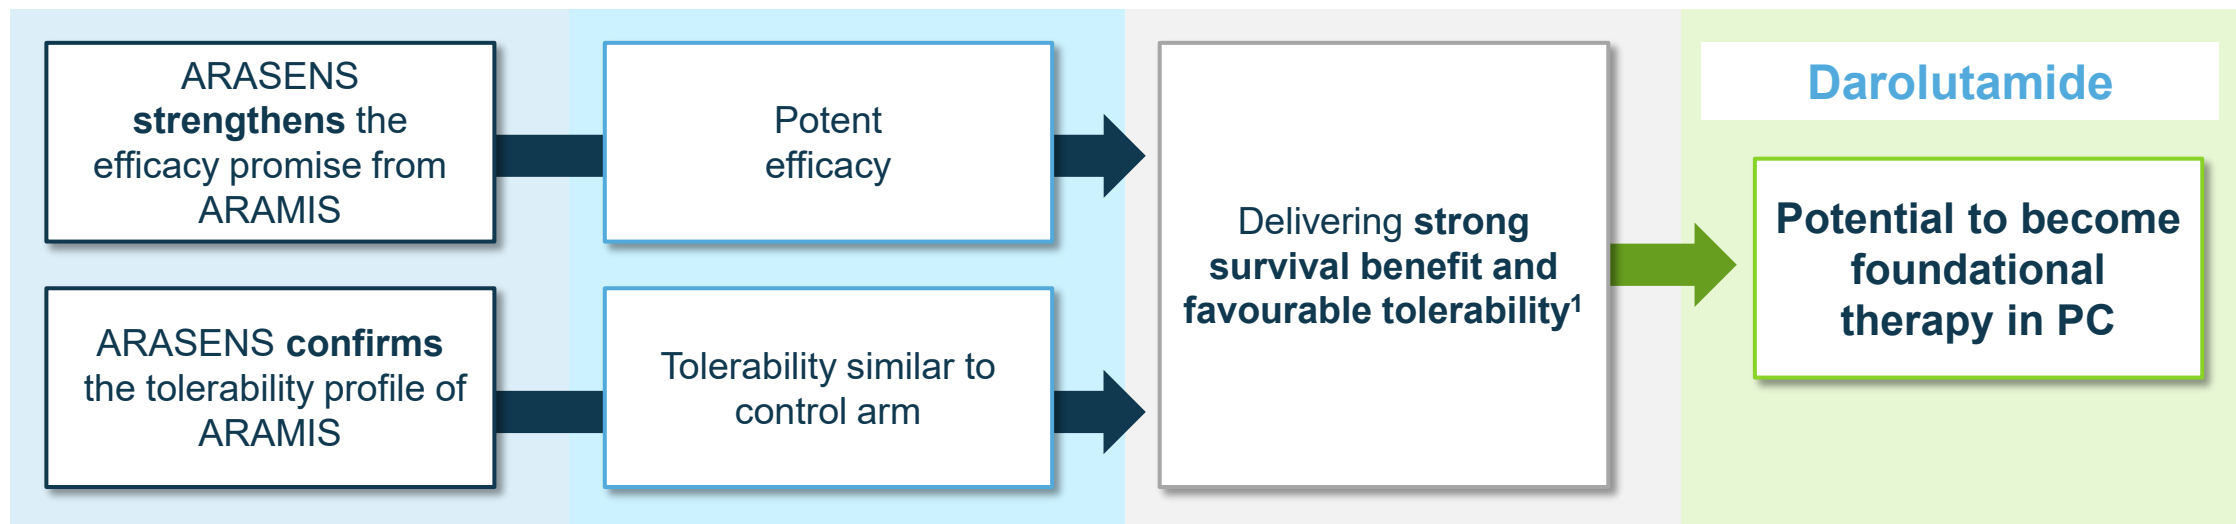 ARASENS
strengthens the
efficacy promise from
ARAMIS
Potent
efficacy
ARASENS confirms
the tolerability profile of
ARAMIS
Tolerability similar to
control arm
Delivering strong
survival benefit and
favourable tolerability¹
Darolutamide
Potential to become
foundational
therapy in PC